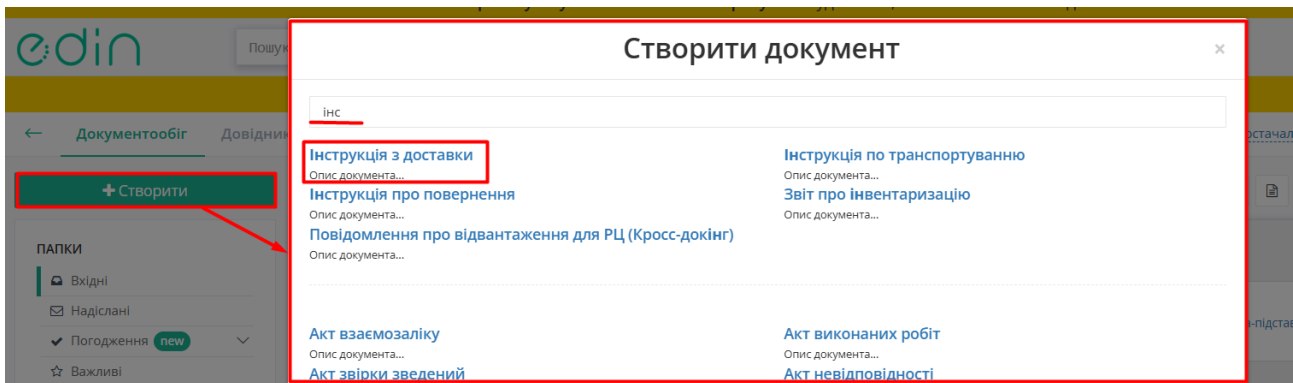 edin
Пошук
Створити документ
×
інс
← Документообіг Довідник
Інструкція з доставки
Опис документа...
Інструкція по транспортуванню
Опис документа...
+ Створити
Інструкція про повернення
Опис документа...
Звіт про інвентаризацію
Опис документа...
Повідомлення про відвантаження для РЦ (Кросс-докінг)
Опис документа...
ПАПКИ
Вхідні
Надіслані
Погодження new
Важливі
Акт взаємозаліку
Опис документа...
Акт виконаних робіт
Опис документа...
Акт звірки зведений
Акт невідповідності